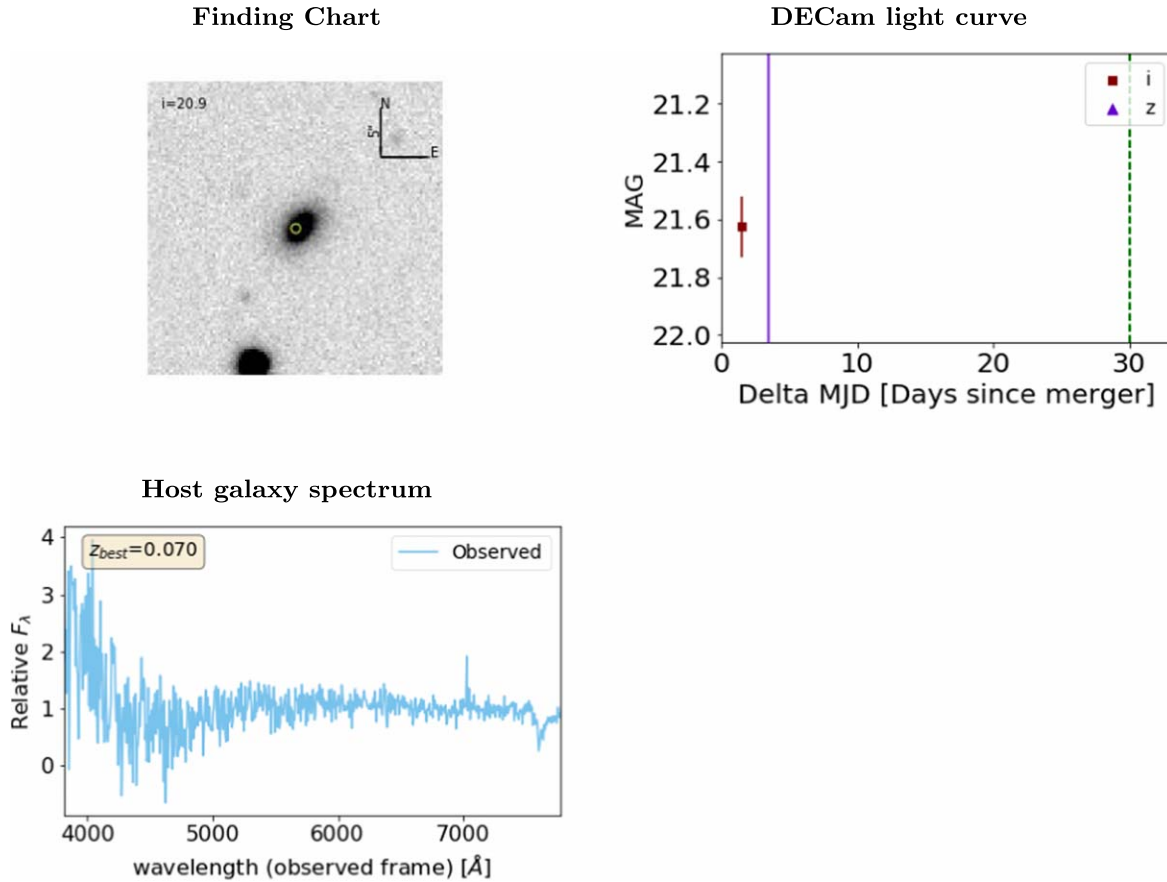 Finding Chart
i=20.9
N
5"
E
DECam light curve
i
z
21.2
21.4
21.6
21.8
22.0
MAG
0 10 20 30
Delta MJD [Days since merger]
Host galaxy spectrum
z_best=0.070
Observed
4
3
2
1
0
Relative F_λ
4000 5000 6000 7000
wavelength (observed frame) [Å]